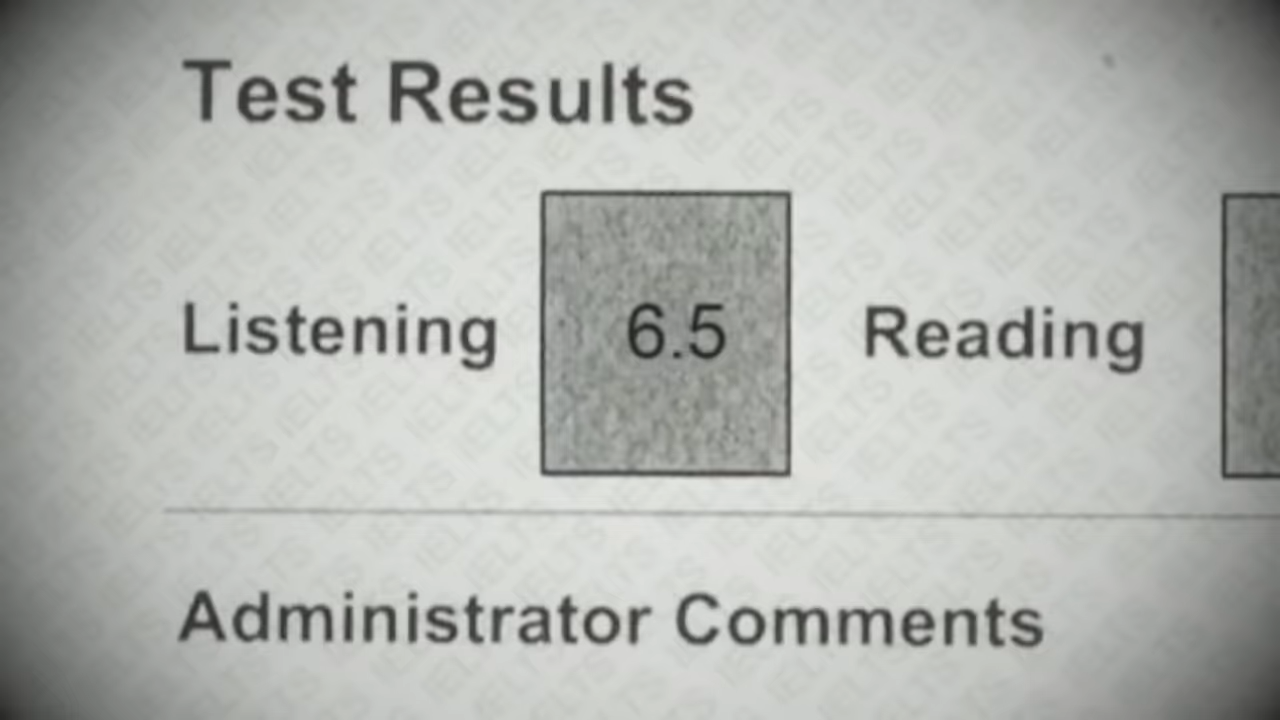 Test Results
Listening 6.5 Reading
Administrator Comments